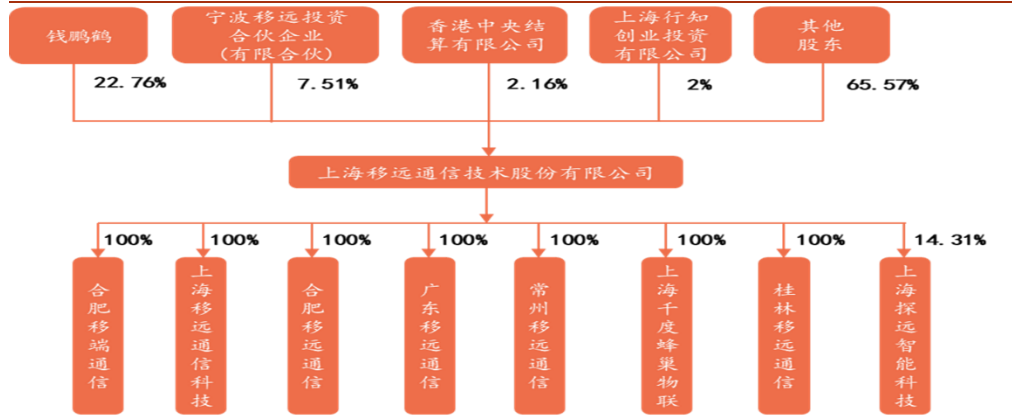 钱鹏鹤
宁波移远投资
合伙企业
(有限合伙)
香港中央结
算有限公司
上海行知
创业投资
有限公司
其他
股东
22.76%
7.51%
2.16%
2%
65.57%
上海移远通信技术股份有限公司
100%
100%
100%
100%
100%
100%
100%
14.31%
合肥移瑞通信
上海移远通信科技
合肥移远通信
广东移远通信
常州移远通信
上海千度蜂巢物联
桂林移远通信
上海探远智能科技